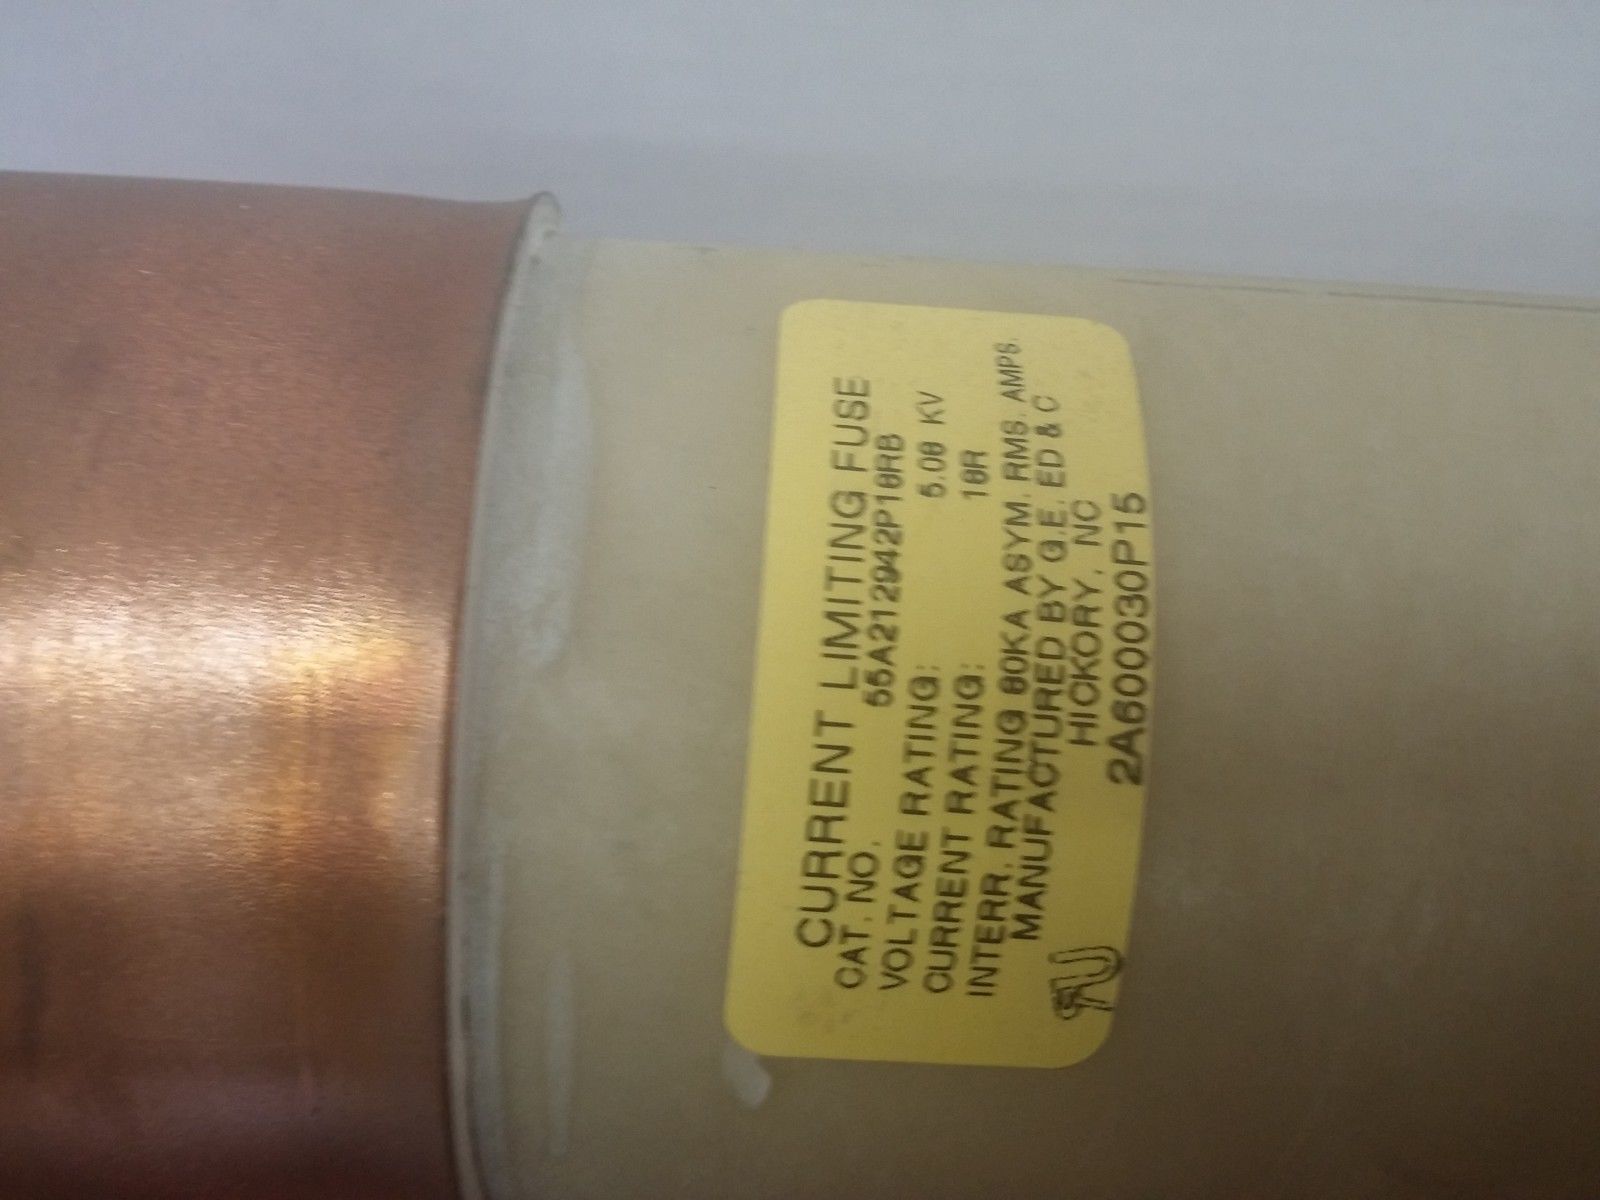 CURRENT LIMITING FUSE
CAT. NO. 55A212942P18RB
VOLTAGE RATING: 5.08 KV
CURRENT RATING: 18R
INTERR. RATING 80KA ASYM. RMS. AMPS.
MANUFACTURED BY G.E. ED & C
HICKORY, NC
2A600030P15